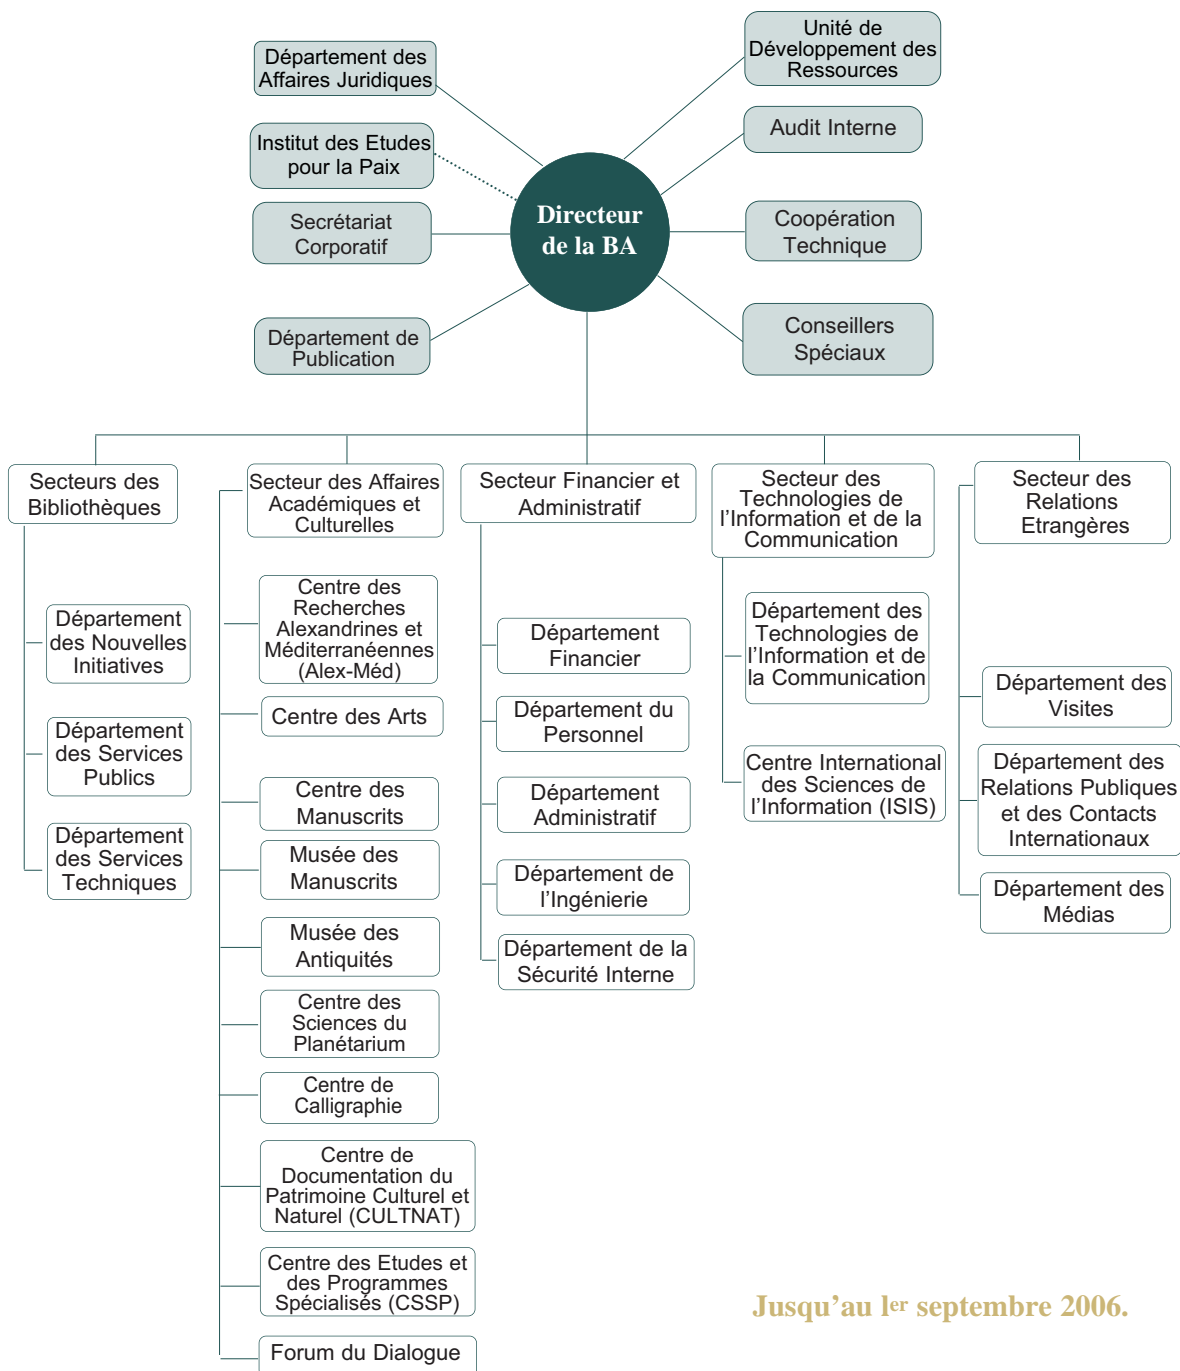 Département des
Affaires Juridiques
Institut des Etudes
pour la Paix
Secrétariat
Corporatif
Département de
Publication
Directeur
de la BA
Unité de
Développement des
Ressources
Audit Interne
Coopération
Technique
Conseillers
Spéciaux
Secteurs des
Bibliothèques
Département
des Nouvelles
Initiatives
Département
des Services
Publics
Département
des Services
Techniques
Secteur des Affaires
Académiques et
Culturelles
Centre des
Recherches
Alexandrines et
Méditerranéennes
(Alex-Méd)
Centre des Arts
Centre des
Manuscrits
Musée des
Manuscrits
Musée des
Antiquités
Centre des
Sciences du
Planétarium
Centre de
Calligraphie
Centre de
Documentation du
Patrimoine Culturel et
Naturel (CULTNAT)
Centre des Etudes et
des Programmes
Spécialisés (CSSP)
Forum du Dialogue
Secteur Financier et
Administratif
Département
Financier
Département du
Personnel
Département
Administratif
Département de
l'Ingénierie
Département de la
Sécurité Interne
Secteur des
Technologies de
l'Information et de la
Communication
Département des
Technologies de
l'Information et de
la Communication
Centre International
des Sciences de
l'Information (ISIS)
Secteur des
Relations
Etrangères
Département des
Visites
Département des
Relations Publiques
et des Contacts
Internationaux
Département des
Médias
Jusqu'au 1er septembre 2006.